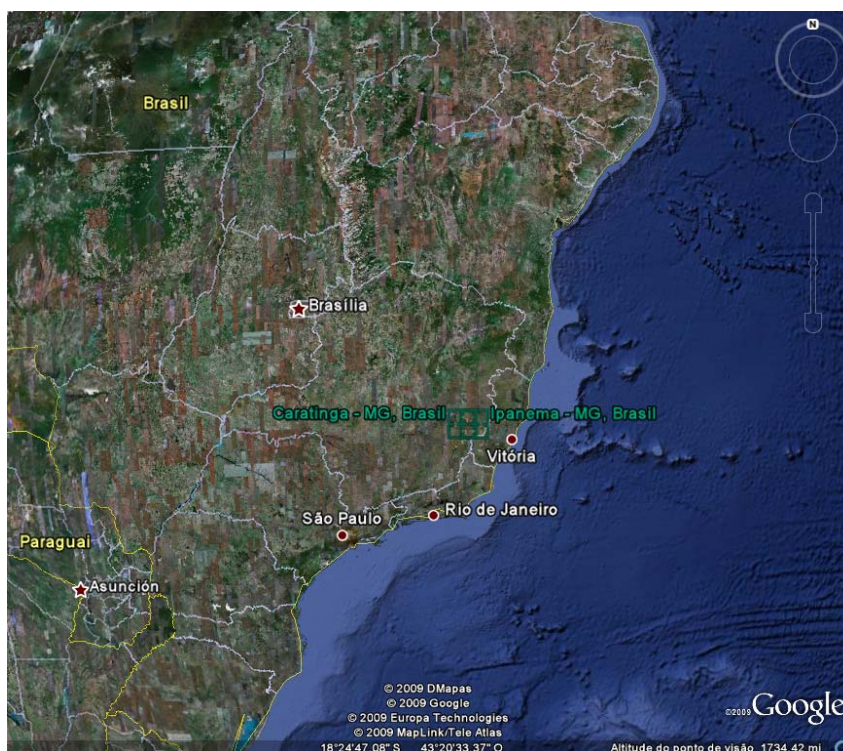 N
Brasil
Brasília
Caratinga - MG, Brasil
Ipanema - MG, Brasil
Vitória
São Paulo
Rio de Janeiro
Paraguai
Asunción
© 2009 DMapas
© 2009 Google
© 2009 Europa Technologies
© 2009 MapLink/Tele Atlas
©2009 Google
18°24'47.08" S 43°20'33.37" O
Altitude do ponto de visão 1734.42 mi